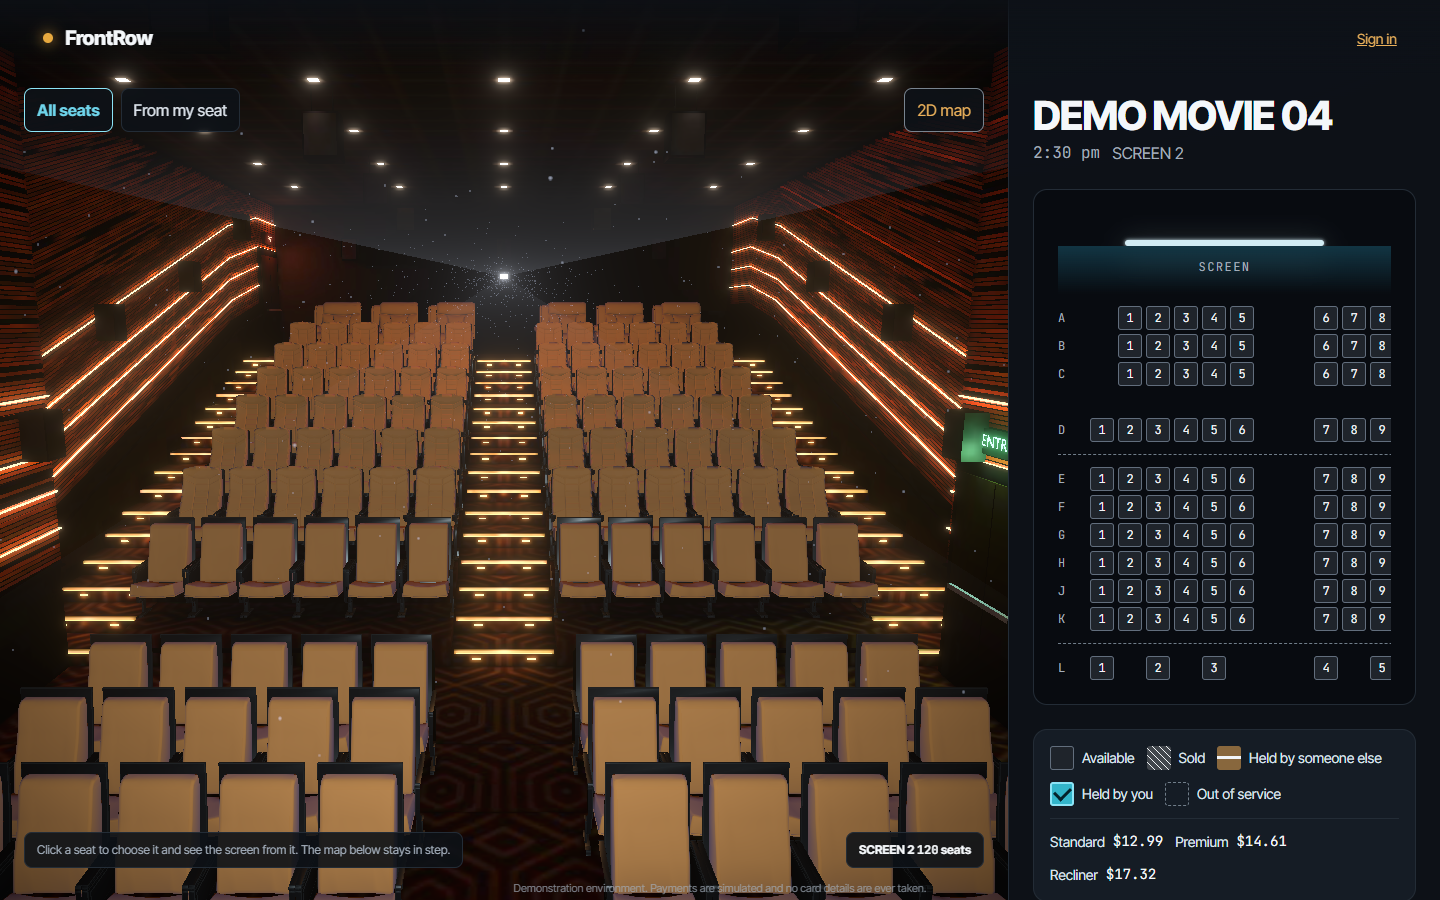 FrontRow
Sign in
All seats
From my seat
2D map
DEMO MOVIE 04
2:30 pm SCREEN 2
SCREEN
A 1 2 3 4 5 6 7 8
B 1 2 3 4 5 6 7 8
C 1 2 3 4 5 6 7 8
D 1 2 3 4 5 6 7 8 9
E 1 2 3 4 5 6 7 8 9
F 1 2 3 4 5 6 7 8 9
G 1 2 3 4 5 6 7 8 9
H 1 2 3 4 5 6 7 8 9
J 1 2 3 4 5 6 7 8 9
K 1 2 3 4 5 6 7 8 9
L 1 2 3 4 5
ENTR
Available Sold Held by someone else
Held by you Out of service
Standard $12.99 Premium $14.61
Recliner $17.32
Click a seat to choose it and see the screen from it. The map below stays in step.
SCREEN 2 120 seats
Demonstration environment. Payments are simulated and no card details are ever taken.